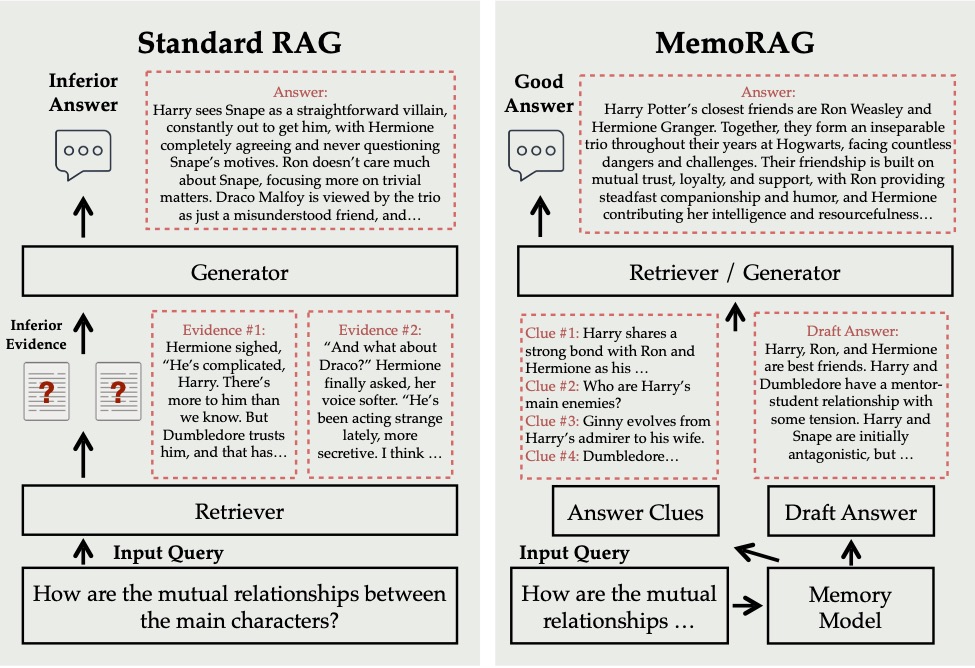 Standard RAG
Inferior
Answer
Answer:
Harry sees Snape as a straightforward villain,
constantly out to get him, with Hermione
completely agreeing and never questioning
Snape's motives. Ron doesn't care much
about Snape, focusing more on trivial
matters. Draco Malfoy is viewed by the trio
as just a misunderstood friend, and…
Generator
Inferior
Evidence
?
?
Evidence #1:
Hermione sighed,
“He's complicated,
Harry. There's
more to him than
we know. But
Dumbledore trusts
him, and that has…
Evidence #2:
“And what about
Draco?” Hermione
finally asked, her
voice softer. “He's
been acting strange
lately, more
secretive. I think …
Retriever
Input Query
How are the mutual relationships between
the main characters?
MemoRAG
Good
Answer
Answer:
Harry Potter's closest friends are Ron Weasley and
Hermione Granger. Together, they form an inseparable
trio throughout their years at Hogwarts, facing countless
dangers and challenges. Their friendship is built on
mutual trust, loyalty, and support, with Ron providing
steadfast companionship and humor, and Hermione
contributing her intelligence and resourcefulness…
Retriever / Generator
Clue #1: Harry shares a
strong bond with Ron and
Hermione as his …
Clue #2: Who are Harry's
main enemies?
Clue #3: Ginny evolves from
Harry's admirer to his wife.
Clue #4: Dumbledore…
Draft Answer:
Harry, Ron, and Hermione
are best friends. Harry and
Dumbledore have a mentor-
student relationship with
some tension. Harry and
Snape are initially
antagonistic, but …
Answer Clues
Draft Answer
Input Query
How are the mutual
relationships …
Memory
Model